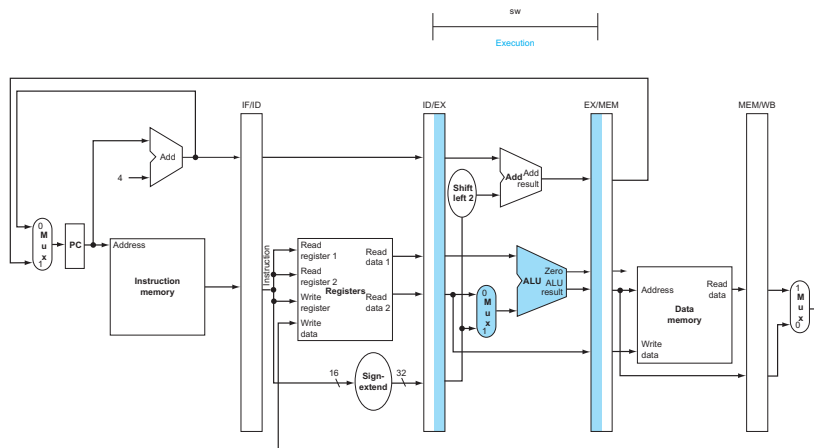 sw
Execution
IF/ID
ID/EX
EX/MEM
MEM/WB
Add
4
0
M
u
x
1
PC
Address
Instruction
memory
Instruction
Read
register 1
Read
register 2
Write
register
Write
data
Registers
Read
data 1
Read
data 2
16
Sign-
extend
32
Shift
left 2
Add
Add
result
0
M
u
x
1
ALU
Zero
ALU
result
Address
Write
data
Data
memory
Read
data
1
M
u
x
0